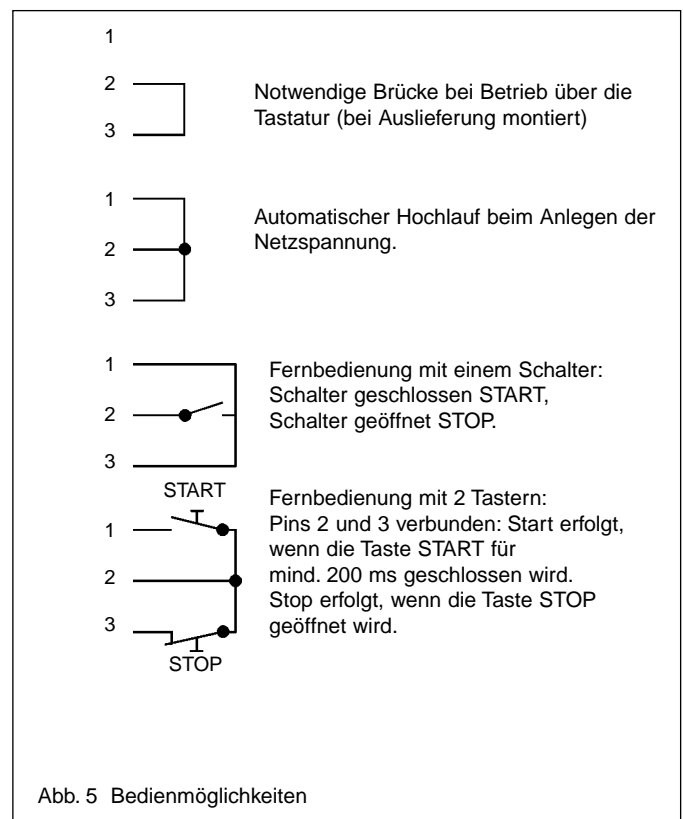 1
2
3
Notwendige Brücke bei Betrieb über die
Tastatur (bei Auslieferung montiert)
1
2
3
Automatischer Hochlauf beim Anlegen der
Netzspannung.
1
2
3
Fernbedienung mit einem Schalter:
Schalter geschlossen START,
Schalter geöffnet STOP.
START
1
2
3
STOP
Fernbedienung mit 2 Tastern:
Pins 2 und 3 verbunden: Start erfolgt,
wenn die Taste START für
mind. 200 ms geschlossen wird.
Stop erfolgt, wenn die Taste STOP
geöffnet wird.
Abb. 5 Bedienmöglichkeiten